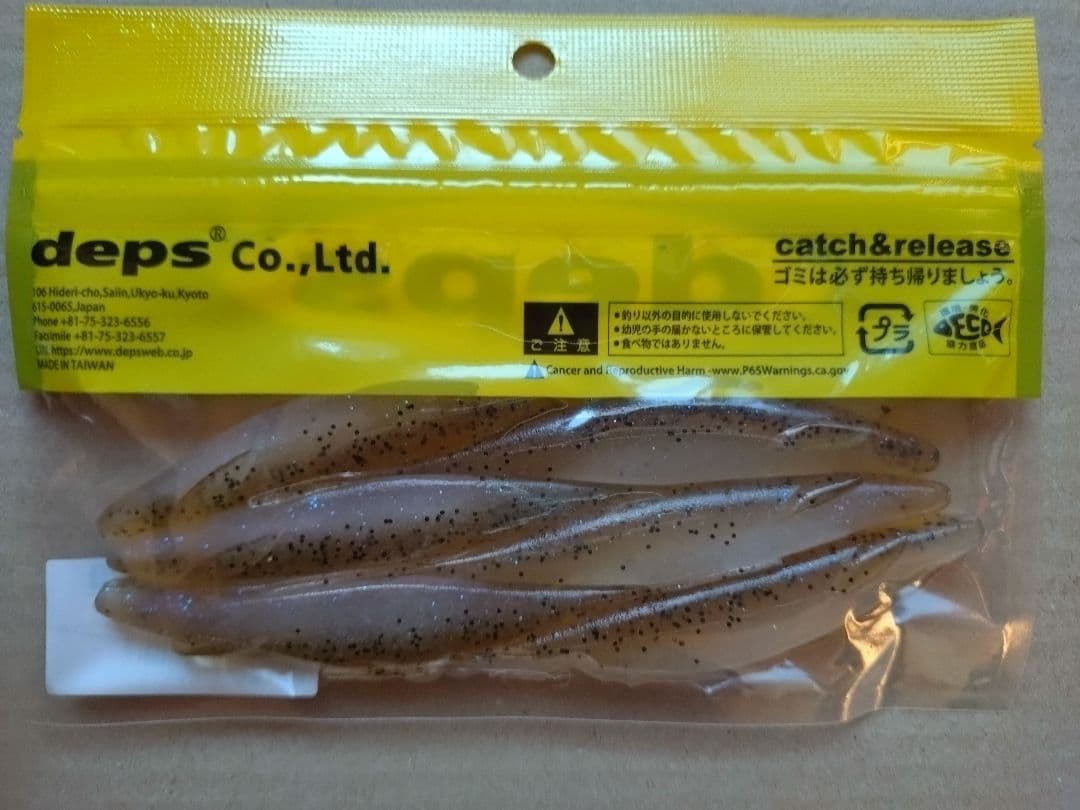 deps® Co.,Ltd.
106 Hideri-cho,Saiin,Ukyo-ku,Kyoto
615-0065,Japan
Phone +81-75-323-6556
Facsimile +81-75-323-6557
URL https://www.depsweb.co.jp
MADE IN TAIWAN
catch&release
ゴミは必ず持ち帰りましょう。
ご注意
•釣り以外の目的に使用しないでください。
•幼児の手の届かないところに保管してください。
•食べ物ではありません。
プラ
ECO
協力商品
Cancer and Reproductive Harm -www.P65Warnings.ca.gov